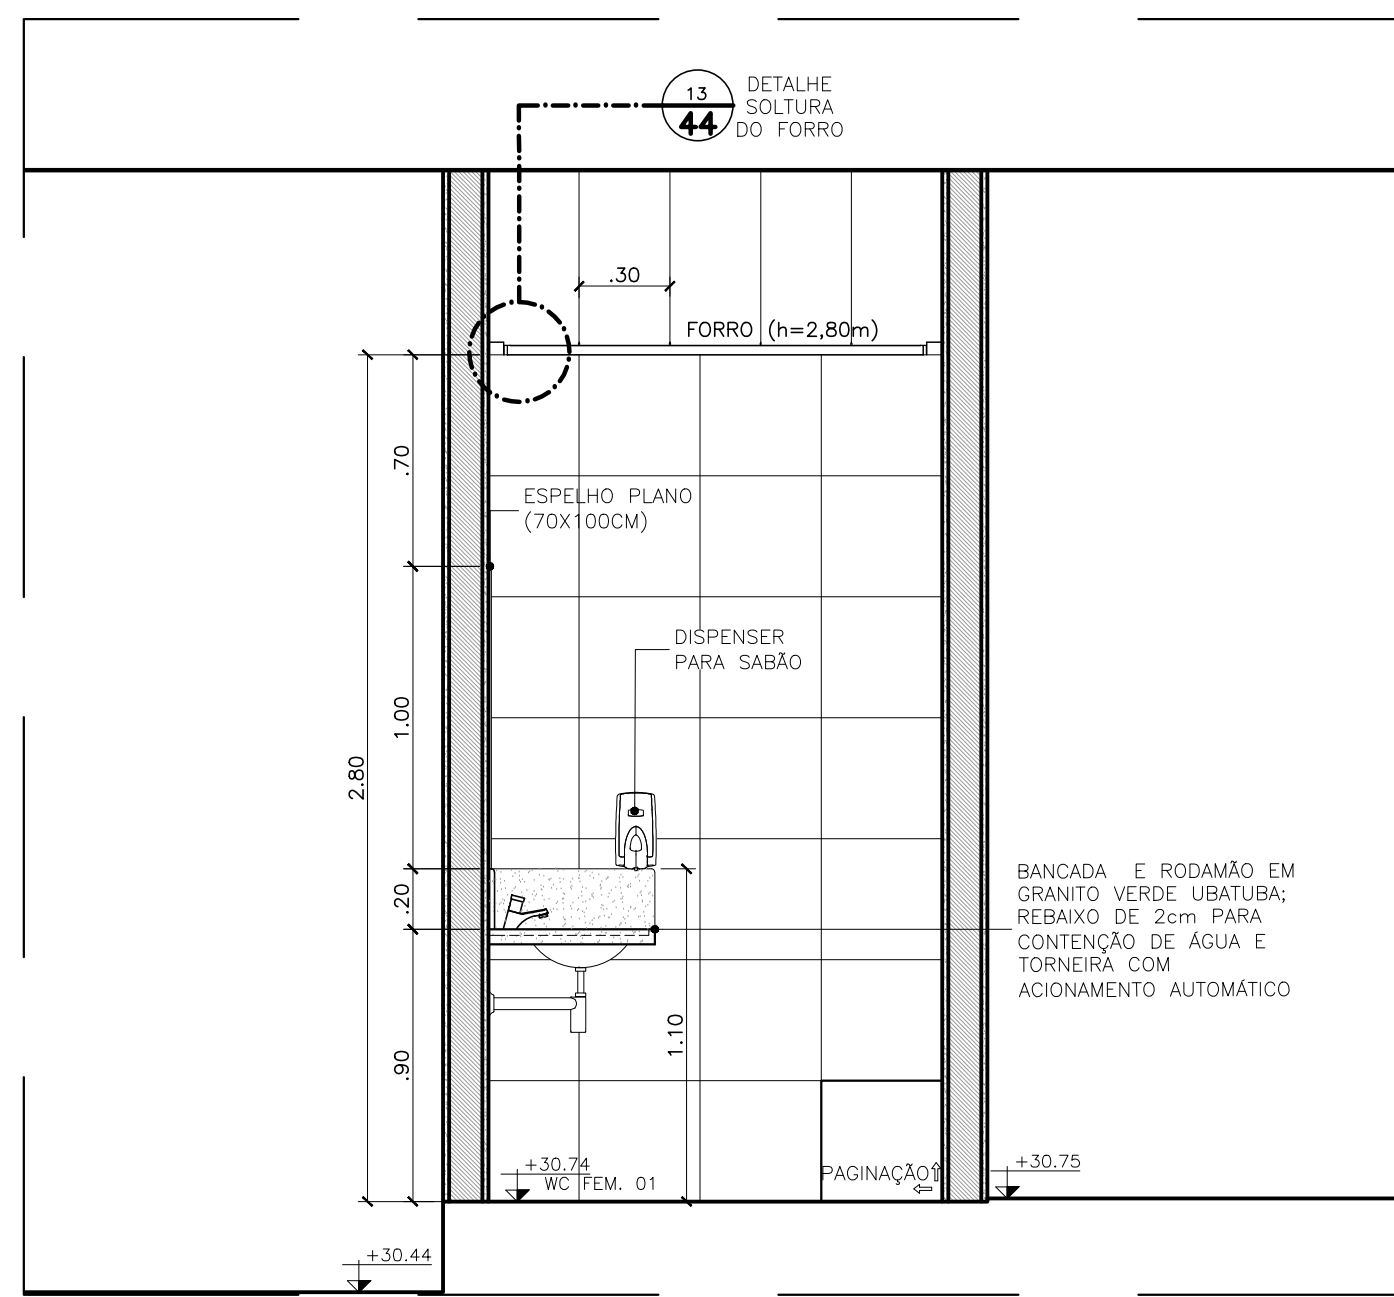 13
44
DETALHE
SOLTURA
DO FORRO
.30
FORRO (h=2,80m)
.70
ESPELHO PLANO
(70X100CM)
DISPENSER
PARA SABÃO
1.00
2.80
.20
BANCADA E RODAMÃO EM
GRANITO VERDE UBATUBA;
REBAIXO DE 2cm PARA
CONTENÇÃO DE ÁGUA E
TORNEIRA COM
ACIONAMENTO AUTOMÁTICO
1.10
.90
+30.74
WC FEM. 01
PAGINAÇÃO
+30.75
+30.44